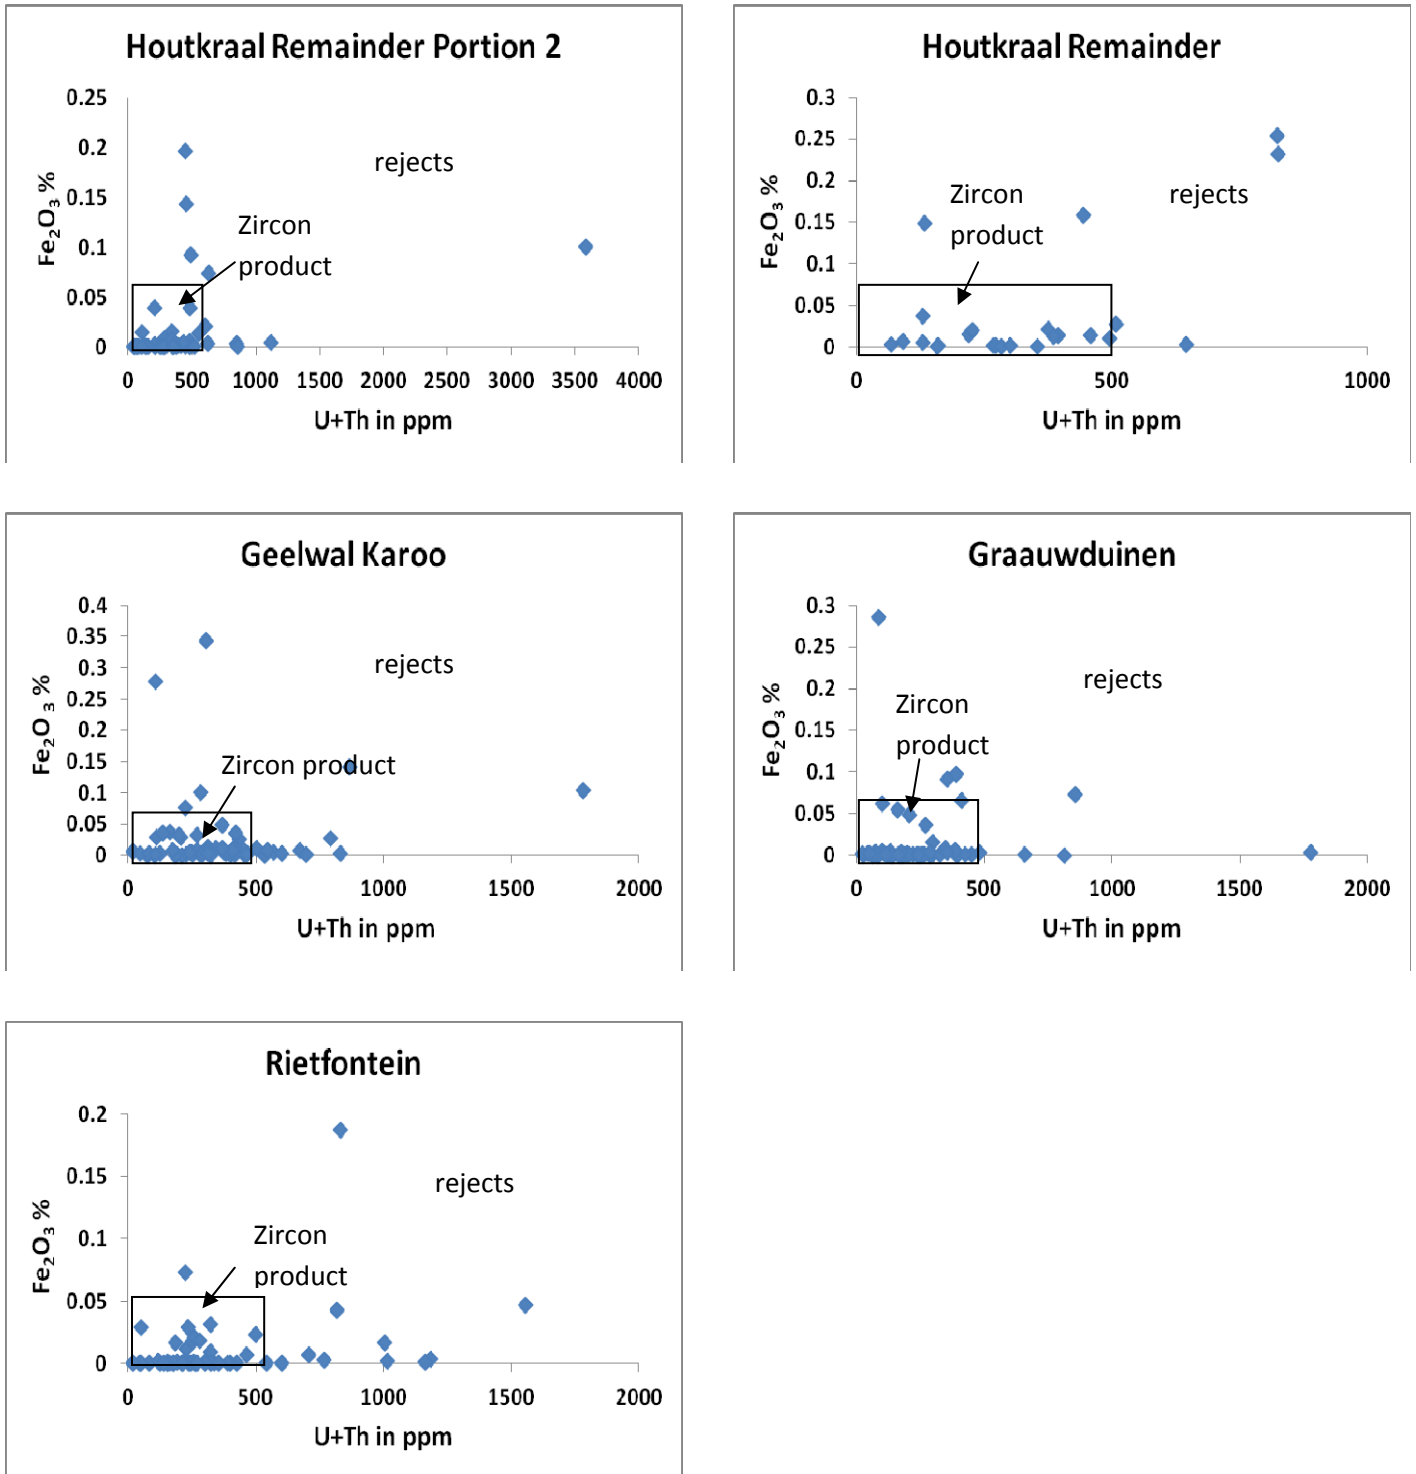 Houtkraal Remainder Portion 2
0.25
0.2
0.15
0.1
0.05
0
Fe₂O₃ %
rejects
Zircon
product
0 500 1000 1500 2000 2500 3000 3500 4000
U+Th in ppm
Houtkraal Remainder
0.3
0.25
0.2
0.15
0.1
0.05
0
Fe₂O₃ %
Zircon
product
rejects
0 500 1000
U+Th in ppm
Geelwal Karoo
0.4
0.35
0.3
0.25
0.2
0.15
0.1
0.05
0
Fe₂O₃ %
rejects
Zircon product
0 500 1000 1500 2000
U+Th in ppm
Graauwduinen
0.3
0.25
0.2
0.15
0.1
0.05
0
Fe₂O₃ %
rejects
Zircon
product
0 500 1000 1500 2000
U+Th in ppm
Rietfontein
0.2
0.15
0.1
0.05
0
Fe₂O₃ %
rejects
Zircon
product
0 500 1000 1500 2000
U+Th in ppm